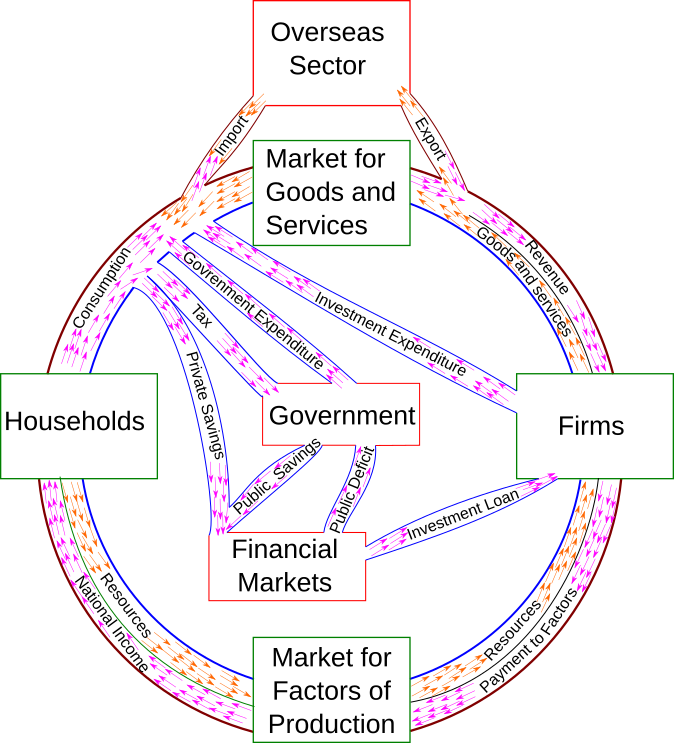 Overseas
Sector
Import
Export
Market for
Goods and
Services
Consumption
Revenue
Goods and services
Govrenment Expenditure
Tax
Investment Expenditure
Private Savings
Households
Government
Firms
Public Savings
Public Deficit
Investment Loan
Financial
Markets
Resources
National Income
Resources
Payment to Factors
Market for
Factors of
Production